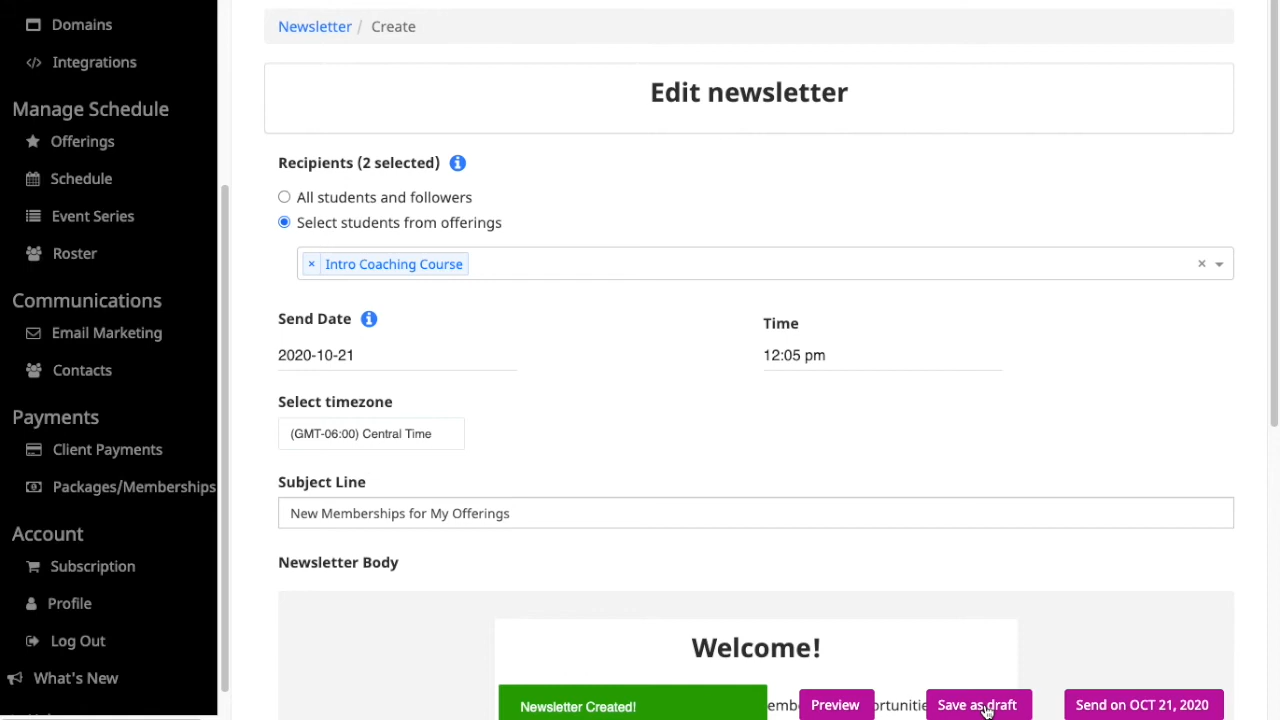 Domains
Integrations
Manage Schedule
Offerings
Schedule
Event Series
Roster
Communications
Email Marketing
Contacts
Payments
Client Payments
Packages/Memberships
Account
Subscription
Profile
Log Out
What's New
Newsletter / Create
Edit newsletter
Recipients (2 selected)
All students and followers
Select students from offerings
× Intro Coaching Course ×
Send Date
Time
2020-10-21
12:05 pm
Select timezone
(GMT-06:00) Central Time
Subject Line
New Memberships for My Offerings
Newsletter Body
Welcome!
Newsletter Created!
Preview
Save as draft
Send on OCT 21, 2020